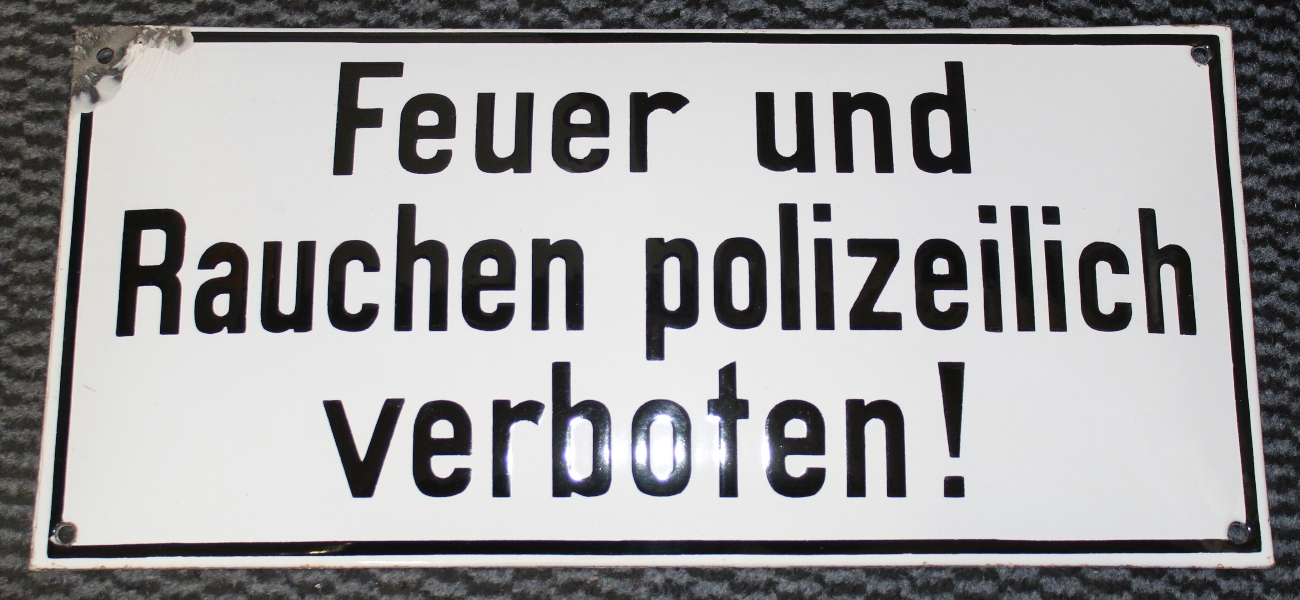 Feuer und
Rauchen polizeilich
verboten!